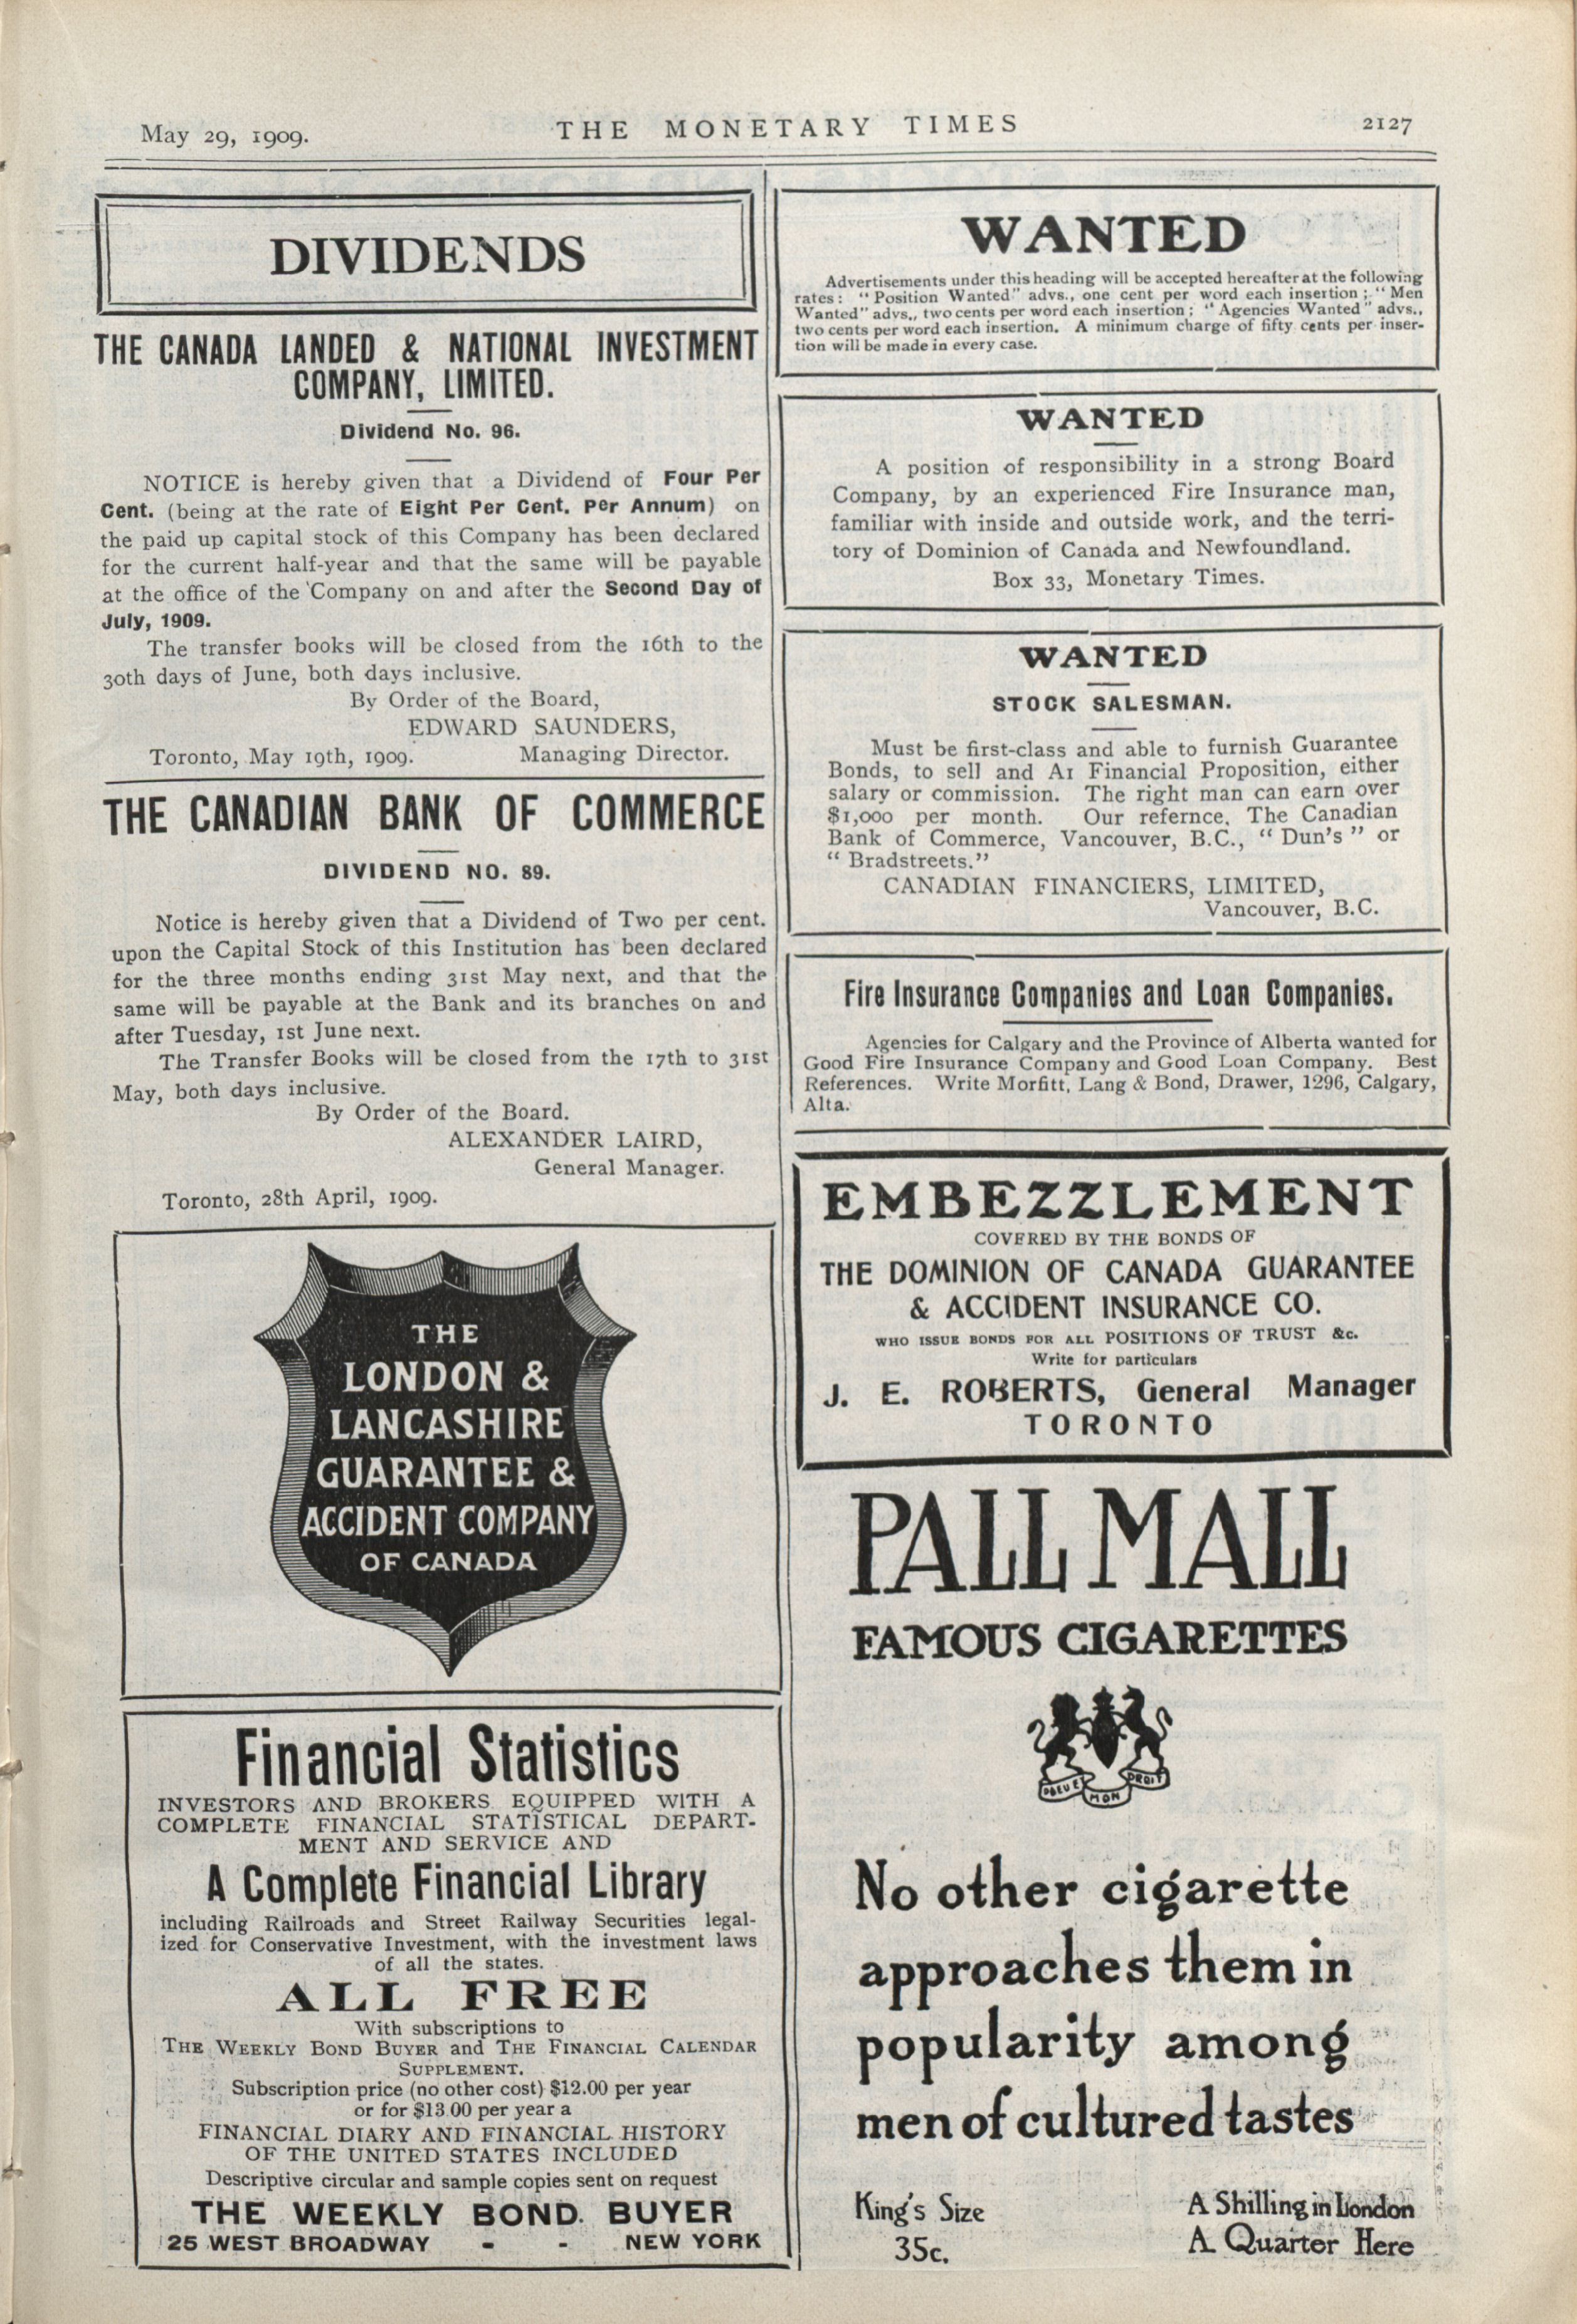 May 29, 1909.
THE MONETARY TIMES
2127
DIVIDENDS
THE CANADA LANDED & NATIONAL INVESTMENT
COMPANY, LIMITED.
Dividend No. 96.
NOTICE is hereby given that a Dividend of Four Per
Cent. (being at the rate of Eight Per Cent. Per Annum) on
the paid up capital stock of this Company has been declared
for the current half-year and that the same will be payable
at the office of the Company on and after the Second Day of
July, 1909.
The transfer books will be closed from the 16th to the
30th days of June, both days inclusive.
By Order of the Board,
EDWARD SAUNDERS,
Toronto, May 19th, 1909. Managing Director.
THE CANADIAN BANK OF COMMERCE
DIVIDEND NO. 89.
Notice is hereby given that a Dividend of Two per cent.
upon the Capital Stock of this Institution has been declared
for the three months ending 31st May next, and that the
same will be payable at the Bank and its branches on and
after Tuesday, 1st June next.
The Transfer Books will be closed from the 17th to 31st
May, both days inclusive.
By Order of the Board.
ALEXANDER LAIRD,
General Manager.
Toronto, 28th April, 1909.
THE
LONDON &
LANCASHIRE
GUARANTEE &
ACCIDENT COMPANY
OF CANADA
Financial Statistics
INVESTORS AND BROKERS EQUIPPED WITH A
COMPLETE FINANCIAL STATISTICAL DEPART-
MENT AND SERVICE AND
A Complete Financial Library
including Railroads and Street Railway Securities legal-
ized for Conservative Investment, with the investment laws
of all the states.
ALL FREE
With subscriptions to
THE WEEKLY BOND BUYER and THE FINANCIAL CALENDAR
SUPPLEMENT.
Subscription price (no other cost) $12.00 per year
or for $13.00 per year a
FINANCIAL DIARY AND FINANCIAL HISTORY
OF THE UNITED STATES INCLUDED
Descriptive circular and sample copies sent on request
THE WEEKLY BOND BUYER
25 WEST BROADWAY - - NEW YORK
WANTED
Advertisements under this heading will be accepted hereafter at the following
rates: "Position Wanted" advs., one cent per word each insertion; "Men
Wanted" advs., two cents per word each insertion; "Agencies Wanted" advs.,
two cents per word each insertion. A minimum charge of fifty cents per inser-
tion will be made in every case.
WANTED
A position of responsibility in a strong Board
Company, by an experienced Fire Insurance man,
familiar with inside and outside work, and the terri-
tory of Dominion of Canada and Newfoundland.
Box 33, Monetary Times.
WANTED
STOCK SALESMAN.
Must be first-class and able to furnish Guarantee
Bonds, to sell and A1 Financial Proposition, either
salary or commission. The right man can earn over
$1,000 per month. Our refernce, The Canadian
Bank of Commerce, Vancouver, B.C., "Dun's" or
"Bradstreets."
CANADIAN FINANCIERS, LIMITED,
Vancouver, B.C.
Fire Insurance Companies and Loan Companies.
Agencies for Calgary and the Province of Alberta wanted for
Good Fire Insurance Company and Good Loan Company. Best
References. Write Morfitt, Lang & Bond, Drawer, 1296, Calgary,
Alta.
EMBEZZLEMENT
COVERED BY THE BONDS OF
THE DOMINION OF CANADA GUARANTEE
& ACCIDENT INSURANCE CO.
WHO ISSUE BONDS FOR ALL POSITIONS OF TRUST &c.
Write for particulars
J. E. ROBERTS, General Manager
TORONTO
PALL MALL
FAMOUS CIGARETTES
DIEU ET MON DROIT
No other cigarette
approaches them in
popularity among
men of cultured tastes
King's Size
35c.
A Shilling in London
A Quarter Here